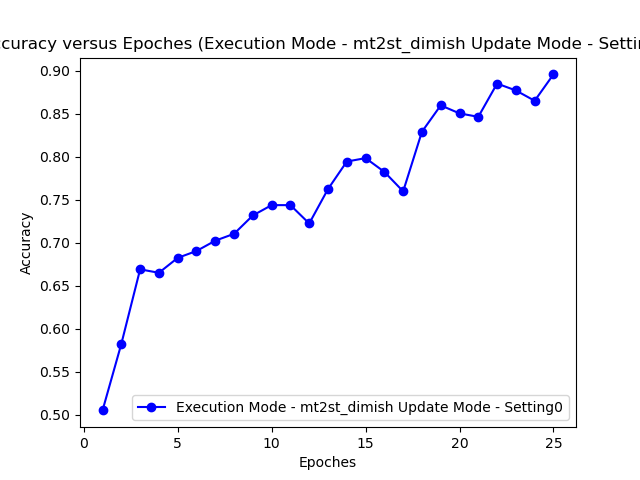 ccuracy versus Epoches (Execution Mode - mt2st_dimish Update Mode - Settin
0.90
0.85
0.80
0.75
0.70
0.65
0.60
0.55
0.50
Accuracy
Execution Mode - mt2st_dimish Update Mode - Setting0
0 5 10 15 20 25
Epoches